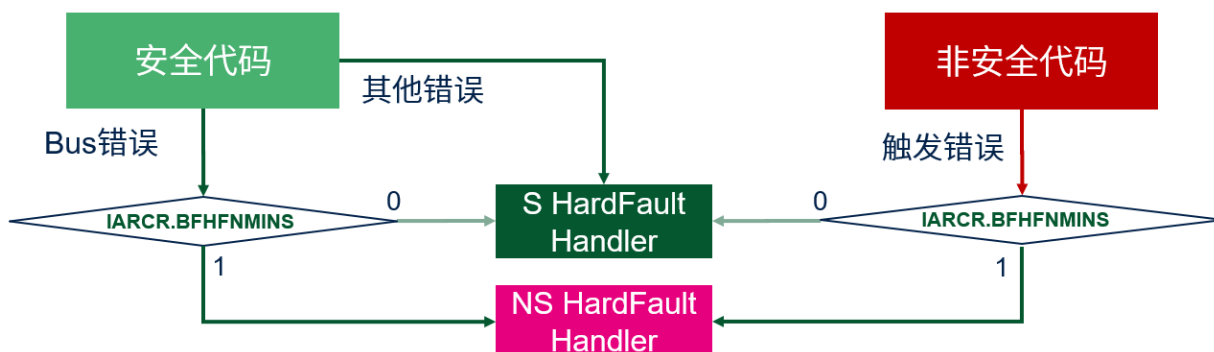 安全代码
非安全代码
其他错误
Bus错误
触发错误
IARCR.BFHFNMINS
0
S HardFault
Handler
0
IARCR.BFHFNMINS
1
1
NS HardFault
Handler